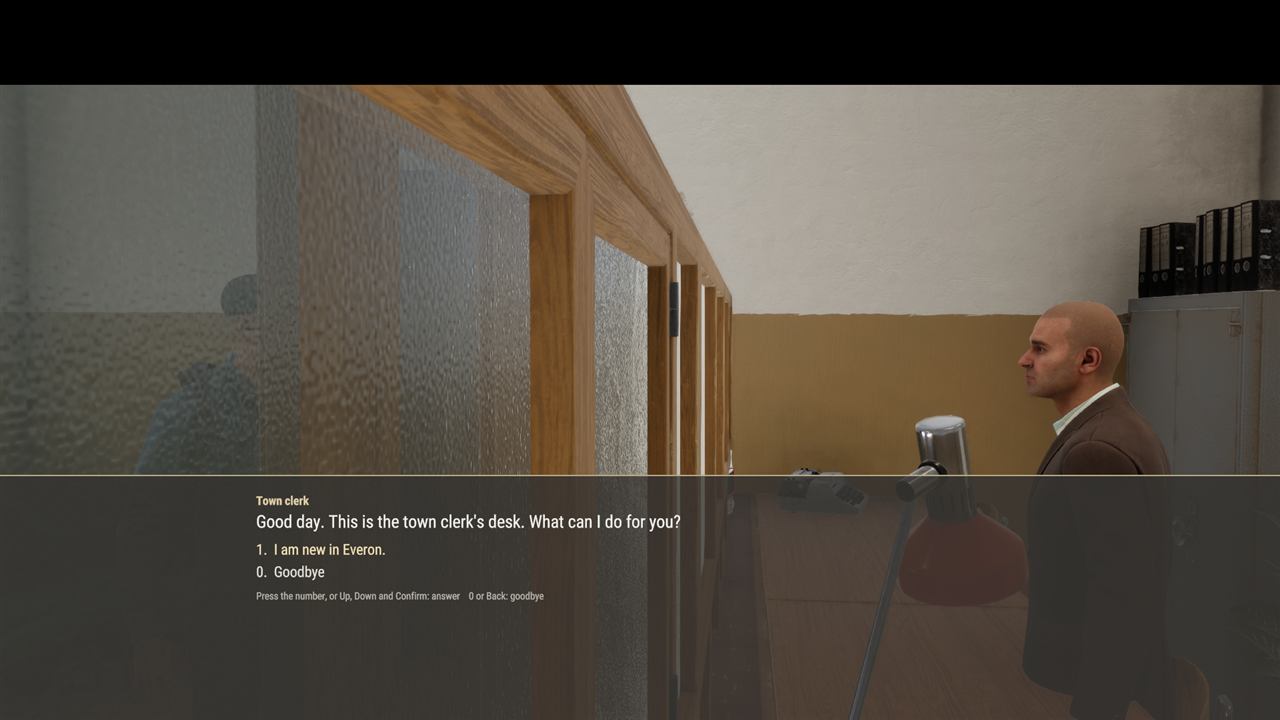 Town clerk
Good day. This is the town clerk's desk. What can I do for you?
1. I am new in Everon.
0. Goodbye
Press the number, or Up, Down and Confirm: answer 0 or Back: goodbye